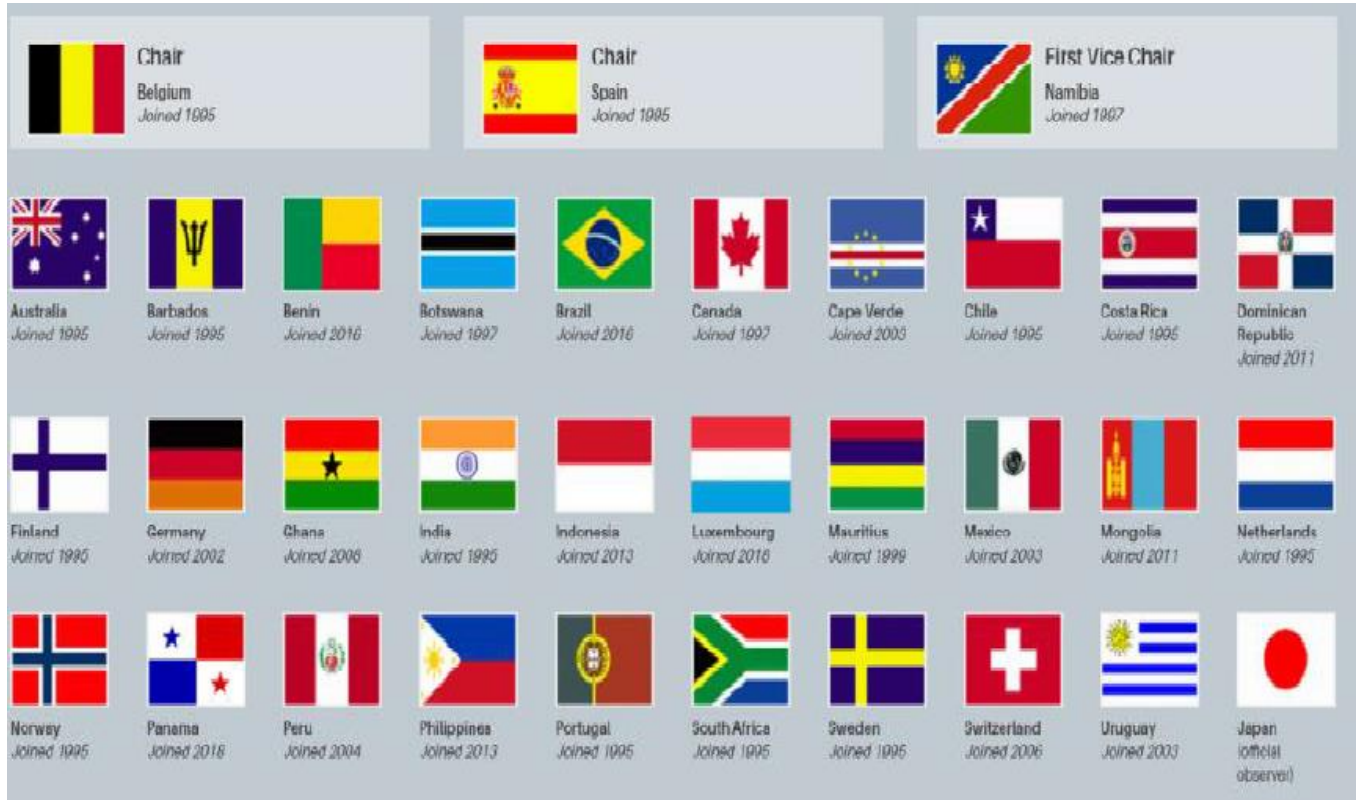 Chair
Belgium
Joined 1995
Chair
Spain
Joined 1995
First Vice Chair
Namibia
Joined 1997
Australia
Joined 1995
Barbados
Joined 1995
Benin
Joined 2016
Botswana
Joined 1997
Brazil
Joined 2016
Canada
Joined 1997
Cape Verde
Joined 2003
Chile
Joined 1995
Costa Rica
Joined 1995
Dominican
Republic
Joined 2011
Finland
Joined 1995
Germany
Joined 2002
Ghana
Joined 2006
India
Joined 1995
Indonesia
Joined 2013
Luxembourg
Joined 2016
Mauritius
Joined 1999
Mexico
Joined 2003
Mongolia
Joined 2011
Netherlands
Joined 1995
Norway
Joined 1995
Panama
Joined 2018
Peru
Joined 2004
Philippines
Joined 2013
Portugal
Joined 1995
South Africa
Joined 1995
Sweden
Joined 1995
Switzerland
Joined 2006
Uruguay
Joined 2003
Japan
(official
observer)